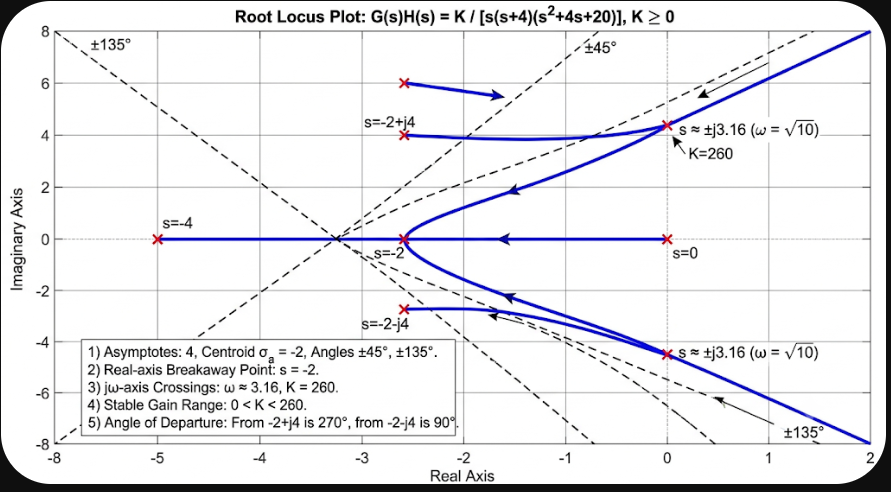 Root Locus Plot: G(s)H(s) = K / [s(s+4)(s²+4s+20)], K ≥ 0
8
±135°
±45°
6
s=-2+j4
4
s ≈ ±j3.16 (ω = √10)
K=260
2
s=-4
0
s=-2
s=0
Imaginary Axis
-2
s=-2-j4
-4
s ≈ ±j3.16 (ω = √10)
1) Asymptotes: 4, Centroid σₐ = -2, Angles ±45°, ±135°.
2) Real-axis Breakaway Point: s = -2.
3) jω-axis Crossings: ω ≈ 3.16, K = 260.
4) Stable Gain Range: 0 < K < 260.
5) Angle of Departure: From -2+j4 is 270°, from -2-j4 is 90°.
-6
±135°
-8
-8 -5 -4 -3 -2 -1 0 1 2
Real Axis